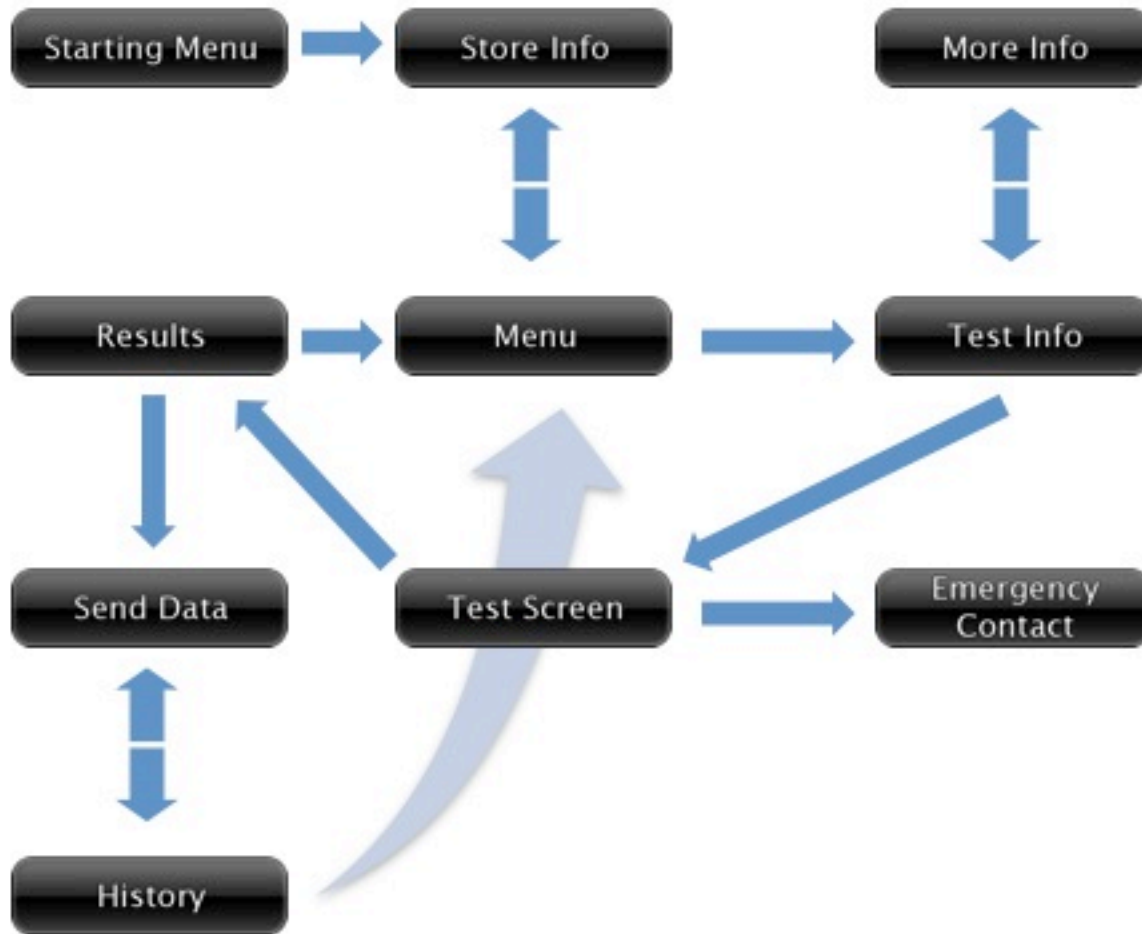 Starting Menu
Store Info
More Info
Results
Menu
Test Info
Send Data
Test Screen
Emergency
Contact
History